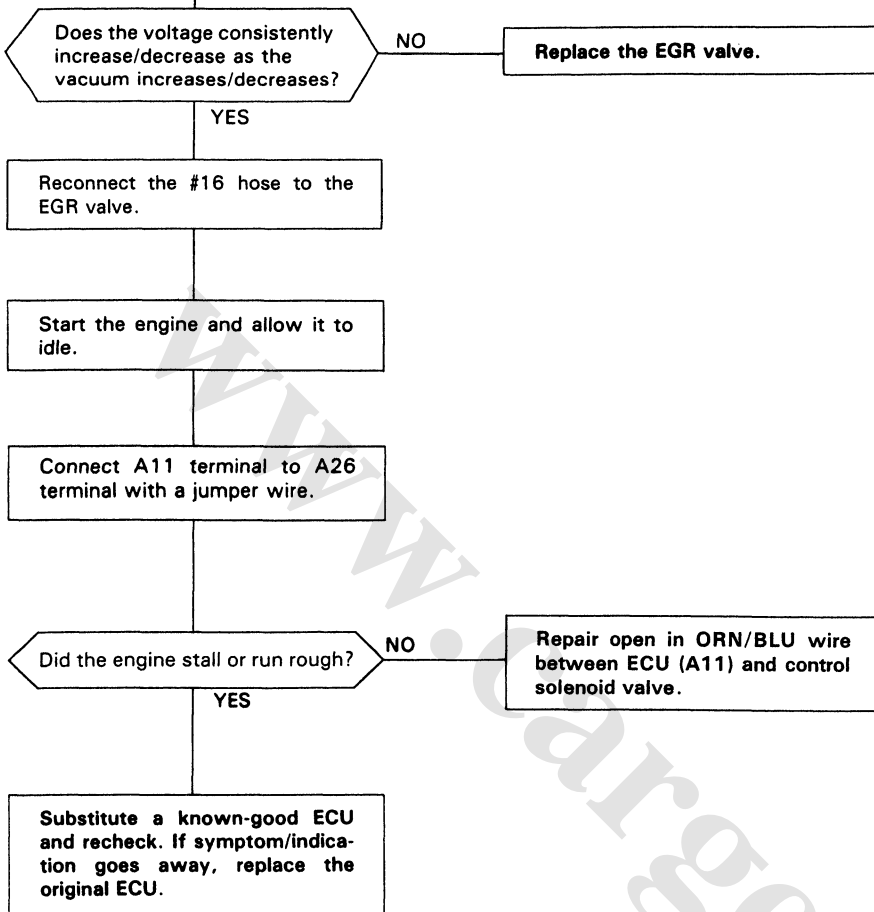 Does the voltage consistently
increase/decrease as the
vacuum increases/decreases?
NO
Replace the EGR valve.
YES
Reconnect the #16 hose to the
EGR valve.
Start the engine and allow it to
idle.
Connect A11 terminal to A26
terminal with a jumper wire.
Did the engine stall or run rough?
NO
Repair open in ORN/BLU wire
between ECU (A11) and control
solenoid valve.
YES
Substitute a known-good ECU
and recheck. If symptom/indica-
tion goes away, replace the
original ECU.
www.carg